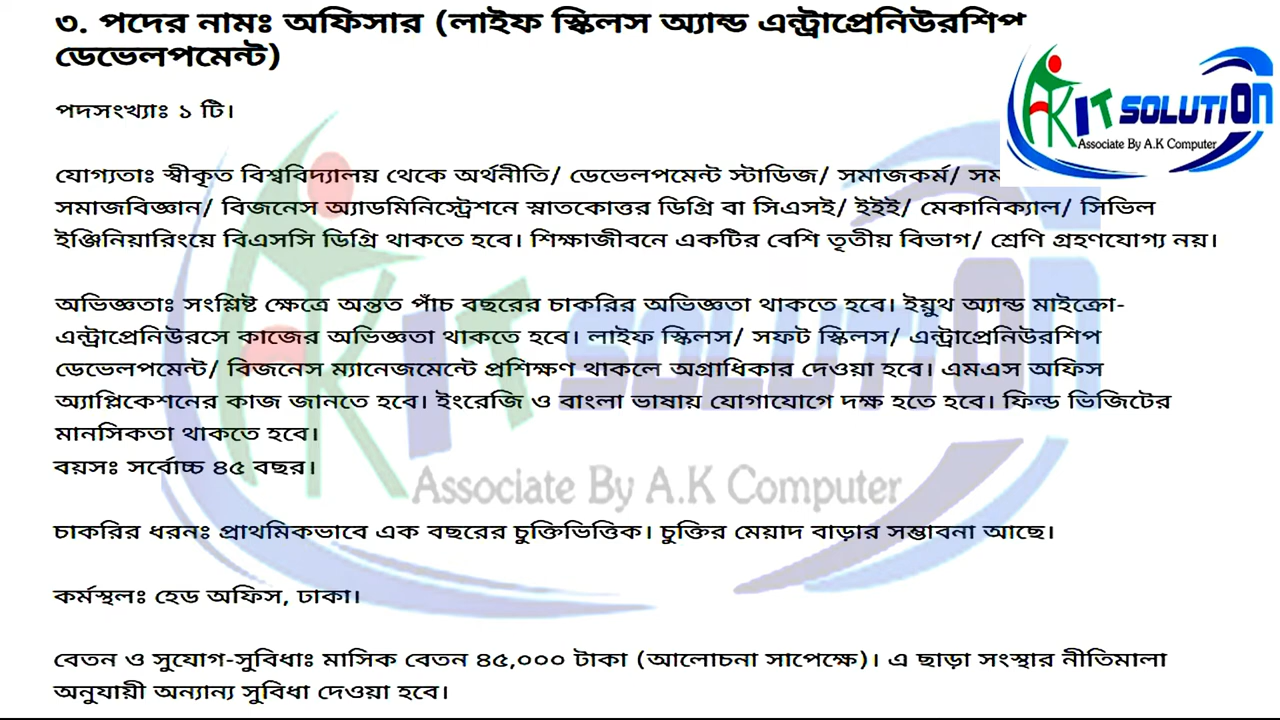 ৩. পদের নামঃ অফিসার (লাইফ স্কিলস অ্যান্ড এন্ট্রাপ্রেনিউরশিপ
ডেভেলপমেন্ট)
পদসংখ্যাঃ ১ টি।
KIT SOLUTION
Associate By A.K Computer
যোগ্যতাঃ স্বীকৃত বিশ্ববিদ্যালয় থেকে অর্থনীতি/ ডেভেলপমেন্ট স্টাডিজ/ সমাজকর্ম/
সমাজবিজ্ঞান/ বিজনেস অ্যাডমিনিস্ট্রেশনে স্নাতকোত্তর ডিগ্রি বা সিএসই/ ইইই/ মেকানিক্যাল/ সিভিল
ইঞ্জিনিয়ারিংয়ে বিএসসি ডিগ্রি থাকতে হবে। শিক্ষাজীবনে একটির বেশি তৃতীয় বিভাগ/ শ্রেণি গ্রহণযোগ্য নয়।
অভিজ্ঞতাঃ সংশ্লিষ্ট ক্ষেত্রে অন্তত পাঁচ বছরের চাকরির অভিজ্ঞতা থাকতে হবে। ইয়ুথ অ্যান্ড মাইক্রো-
এন্ট্রাপ্রেনিউরসে কাজের অভিজ্ঞতা থাকতে হবে। লাইফ স্কিলস/ সফট স্কিলস/ এন্ট্রাপ্রেনিউরশিপ
ডেভেলপমেন্ট/ বিজনেস ম্যানেজমেন্টে প্রশিক্ষণ থাকলে অগ্রাধিকার দেওয়া হবে। এমএস অফিস
অ্যাপ্লিকেশনের কাজ জানতে হবে। ইংরেজি ও বাংলা ভাষায় যোগাযোগে দক্ষ হতে হবে। ফিল্ড ভিজিটের
মানসিকতা থাকতে হবে।
বয়সঃ সর্বোচ্চ ৪৫ বছর।
KIT SOLUTION
Associate By A.K Computer
চাকরির ধরনঃ প্রাথমিকভাবে এক বছরের চুক্তিভিত্তিক। চুক্তির মেয়াদ বাড়ার সম্ভাবনা আছে।
কর্মস্থলঃ হেড অফিস, ঢাকা।
বেতন ও সুযোগ-সুবিধাঃ মাসিক বেতন ৪৫,০০০ টাকা (আলোচনা সাপেক্ষে)। এ ছাড়া সংস্থার নীতিমালা
অনুযায়ী অন্যান্য সুবিধা দেওয়া হবে।